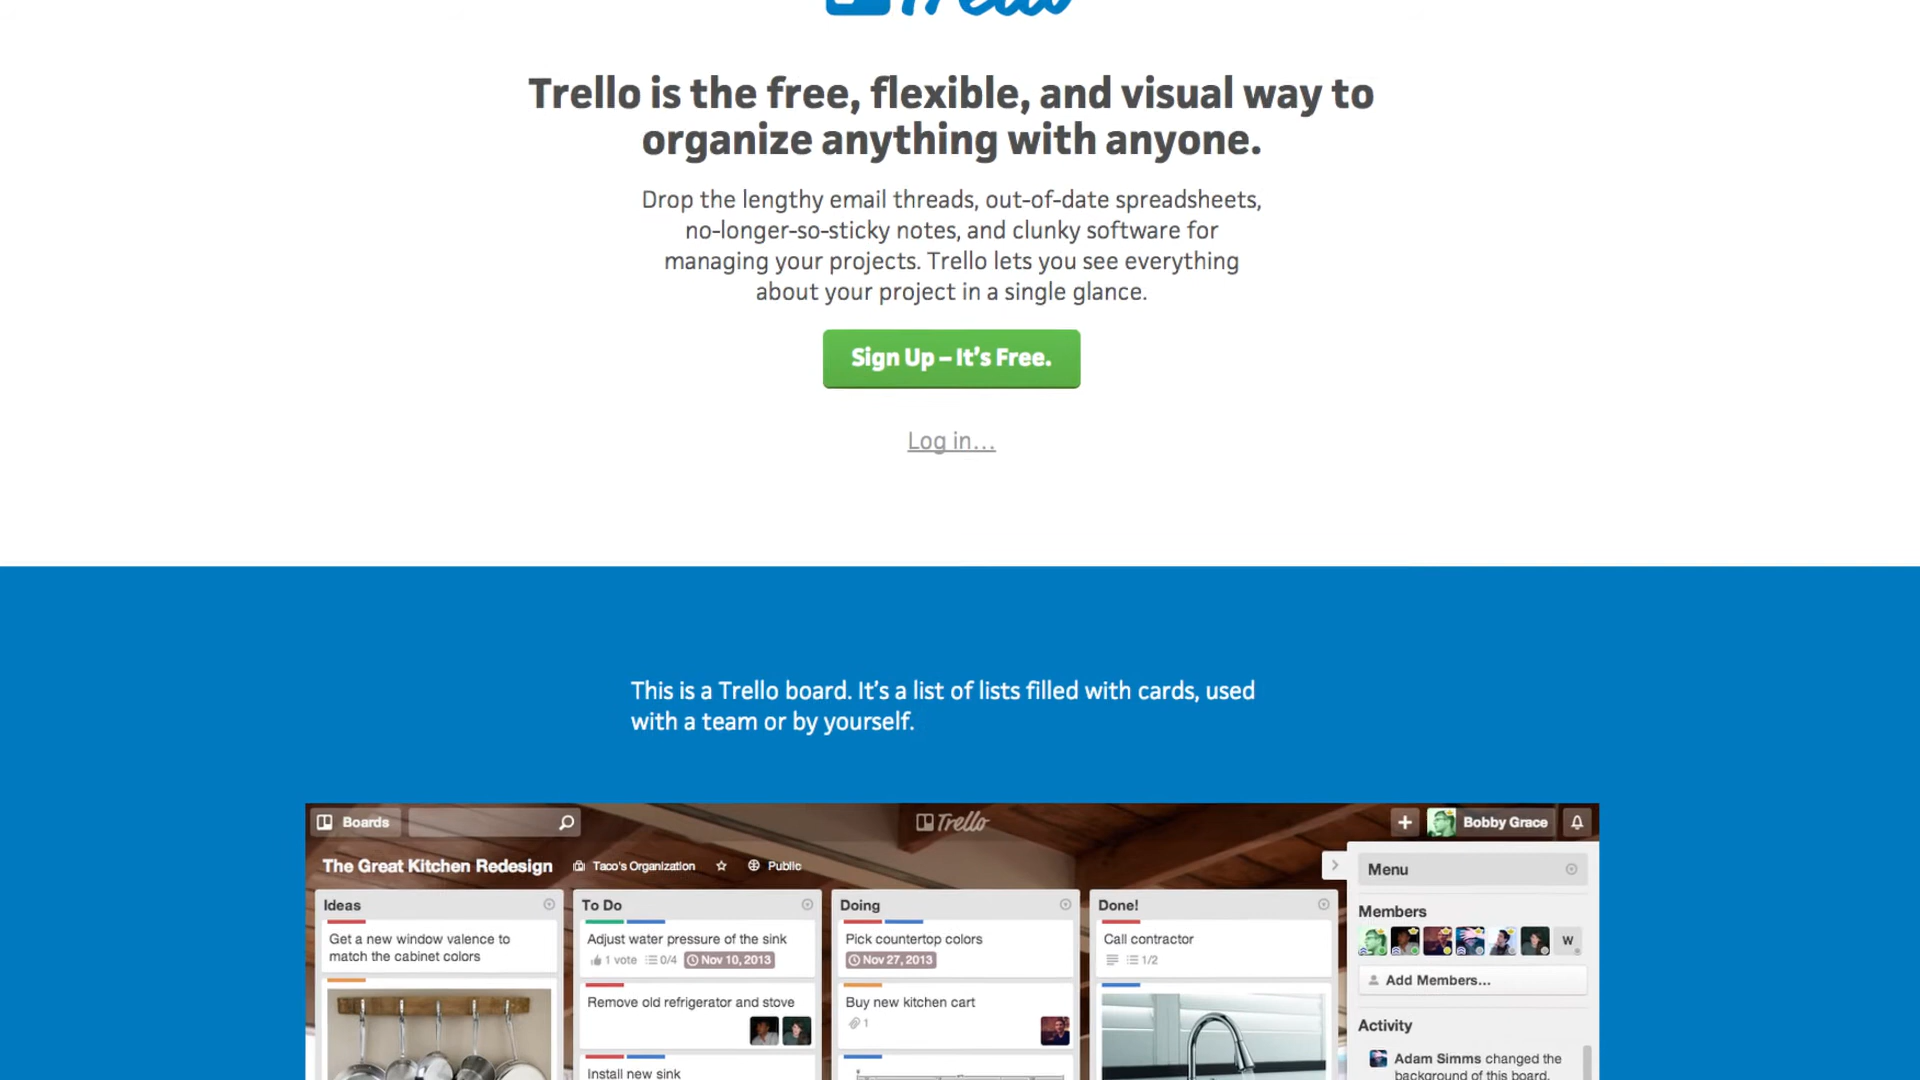 Trello
Trello is the free, flexible, and visual way to
organize anything with anyone.
Drop the lengthy email threads, out-of-date spreadsheets,
no-longer-so-sticky notes, and clunky software for
managing your projects. Trello lets you see everything
about your project in a single glance.
Sign Up – It's Free.
Log in…
This is a Trello board. It's a list of lists filled with cards, used
with a team or by yourself.
Boards
Trello
Bobby Grace
The Great Kitchen Redesign
Taco's Organization
Public
Ideas
Get a new window valence to
match the cabinet colors
To Do
Adjust water pressure of the sink
1 vote 0/4 Nov 10, 2013
Remove old refrigerator and stove
Install new sink
Doing
Pick countertop colors
Nov 27, 2013
Buy new kitchen cart
1
Done!
Call contractor
1/2
Menu
Members
W
Add Members...
Activity
Adam Simms changed the
background of this board.